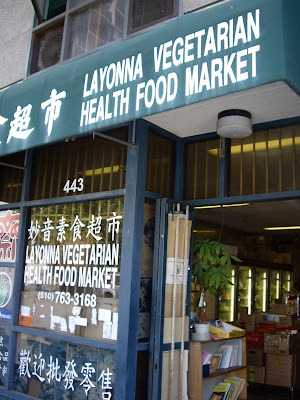 食超市
LAYONNA VEGETARIAN
HEALTH FOOD MARKET
443
妙音素食超市
LAYONNA VEGETARIAN
HEALTH FOOD MARKET
(510) 763-3168
歡迎批發零售